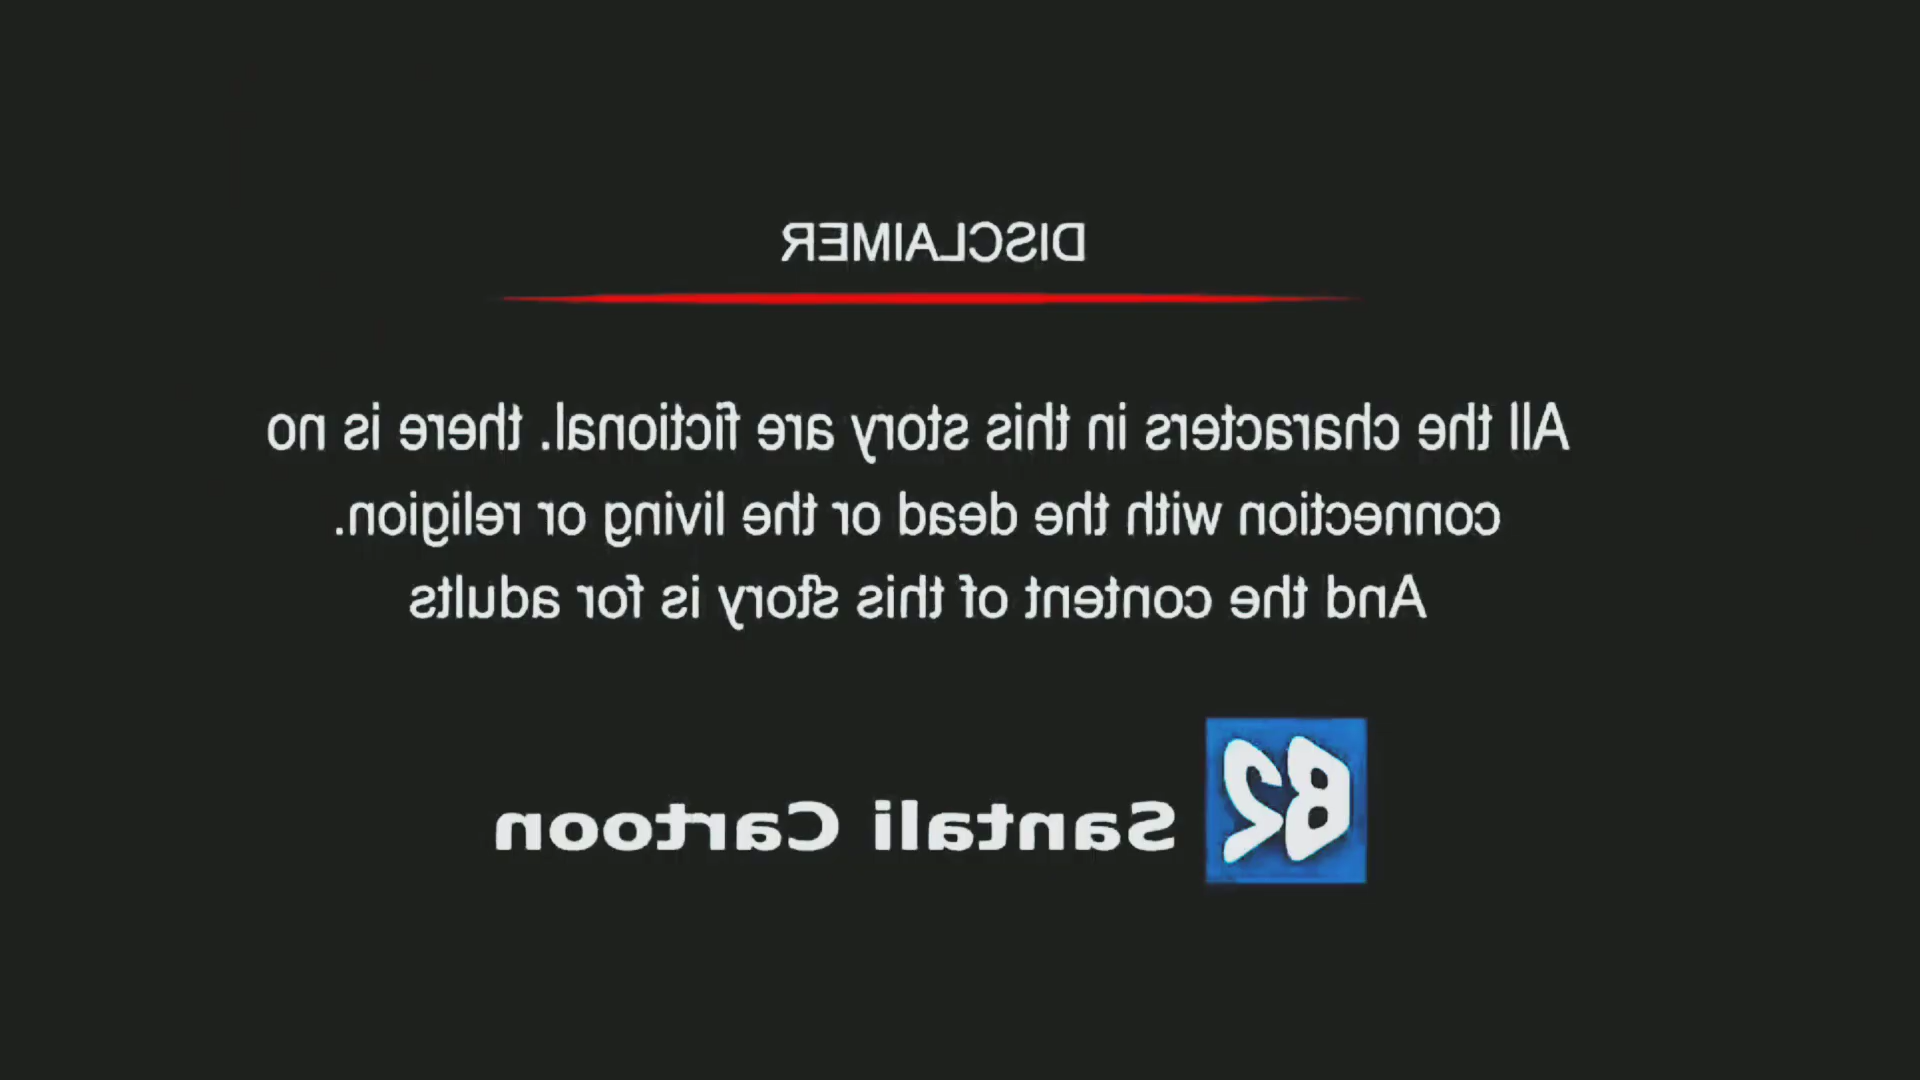 DISCLAIMER
All the characters in this story are fictional. there is no
connection with the dead or the living or religion.
And the content of this story is for adults
B2
Santali Cartoon